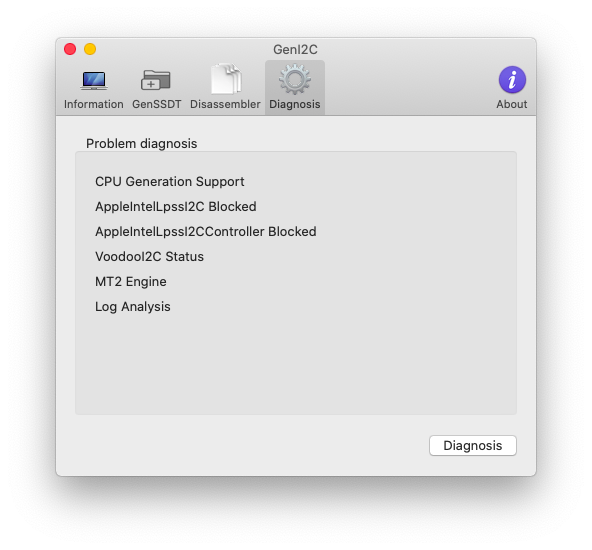 GenI2C
Information GenSSDT Disassembler Diagnosis About
Problem diagnosis
CPU Generation Support
AppleIntelLpssI2C Blocked
AppleIntelLpssI2CController Blocked
VoodooI2C Status
MT2 Engine
Log Analysis
Diagnosis